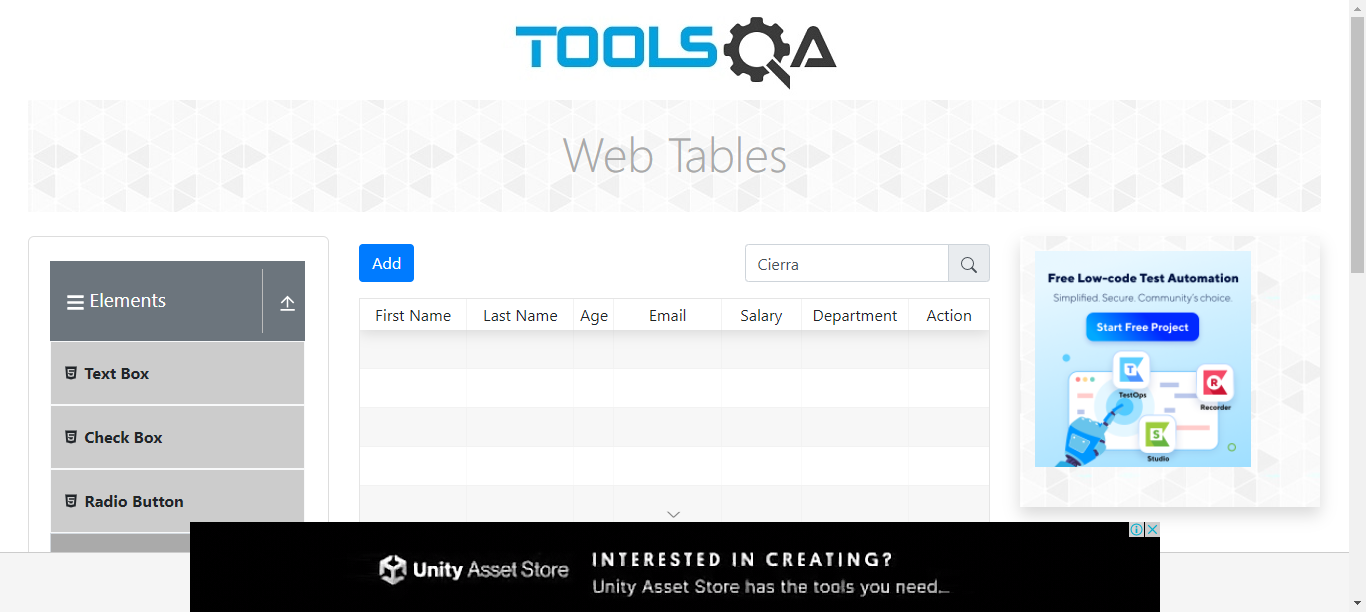 TOOLSQA
Web Tables
Elements
Text Box
Check Box
Radio Button
Add
Cierra
First Name Last Name Age Email Salary Department Action
Free Low-code Test Automation
Simplified. Secure. Community's choice.
Start Free Project
TestOps
Recorder
Studio
Unity Asset Store
INTERESTED IN CREATING?
Unity Asset Store has the tools you need...